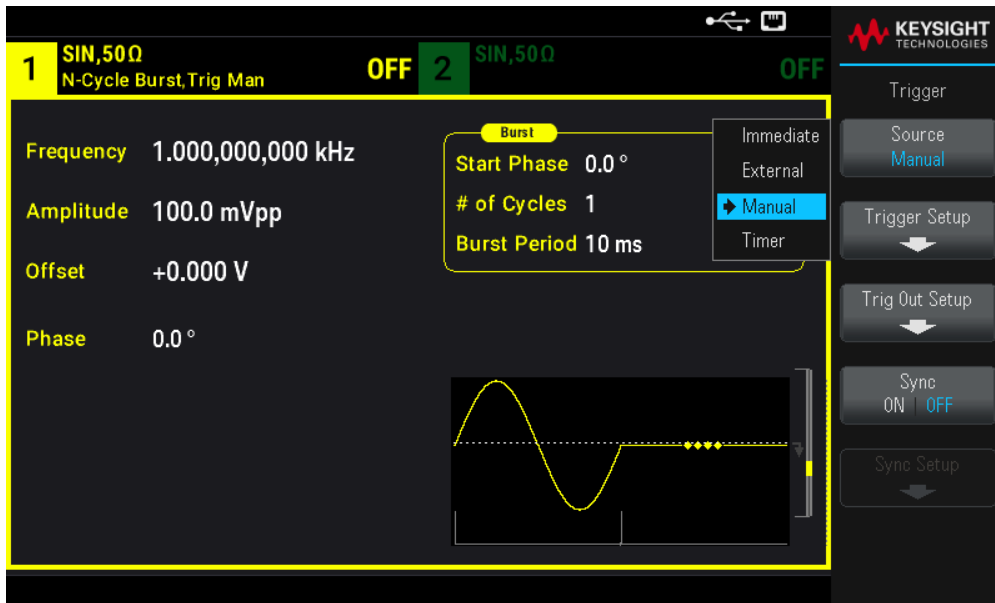 KEYSIGHT
TECHNOLOGIES
1
SIN,50Ω
N-Cycle Burst,Trig Man
OFF
2
SIN,50Ω
OFF
Frequency 1.000,000,000 kHz
Amplitude 100.0 mVpp
Offset +0.000 V
Phase 0.0 °
Burst
Start Phase 0.0 °
# of Cycles 1
Burst Period 10 ms
Immediate
External
Manual
Timer
Trigger
Source
Manual
Trigger Setup
Trig Out Setup
Sync
ON OFF
Sync Setup